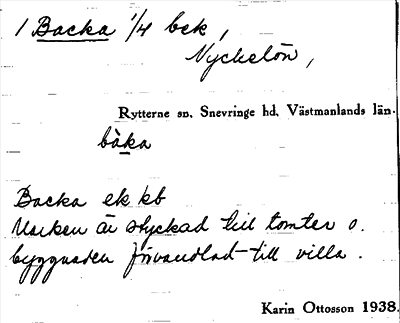 1 Backa 1/4 bek,
Nyckelön,
Rytterne sn. Snevringe hd. Västmanlands län.
bàka
Backa ek kb
Marken är styckad till tomter o.
byggnaden förvandlad till villa.
Karin Ottosson 1938.